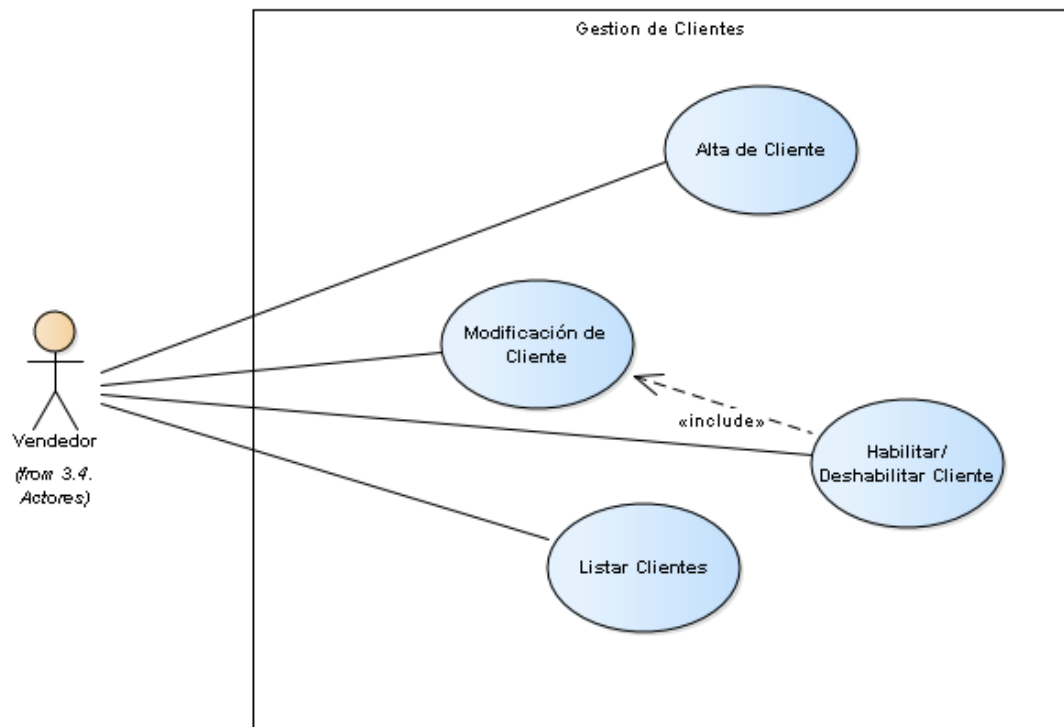 Gestion de Clientes
Alta de Cliente
Modificación de
Cliente
«include»
Habilitar/
Deshabilitar Cliente
Vendedor
(from 3.4.
Actores)
Listar Clientes